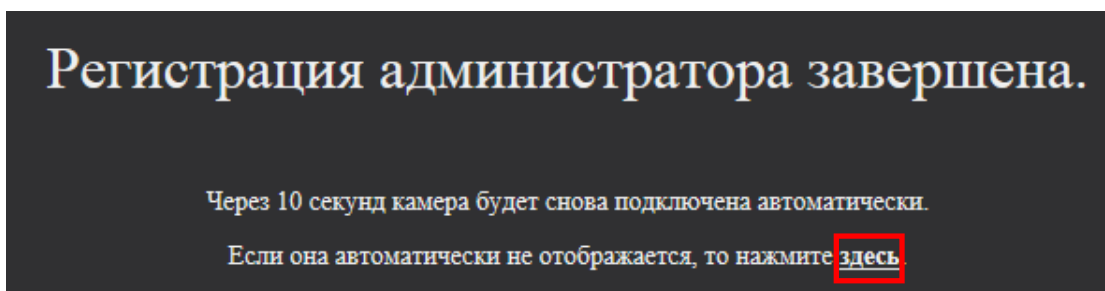 Регистрация администратора завершена.
Через 10 секунд камера будет снова подключена автоматически.
Если она автоматически не отображается, то нажмите здесь.